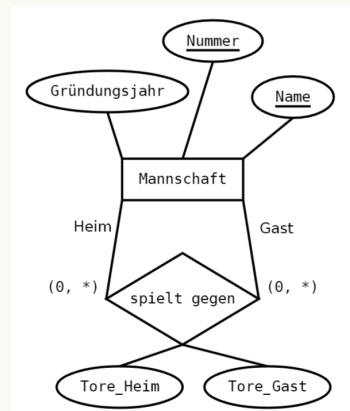 Nummer
Gründungsjahr
Name
Mannschaft
Heim
Gast
(0, *)
(0, *)
spielt gegen
Tore_Heim
Tore_Gast